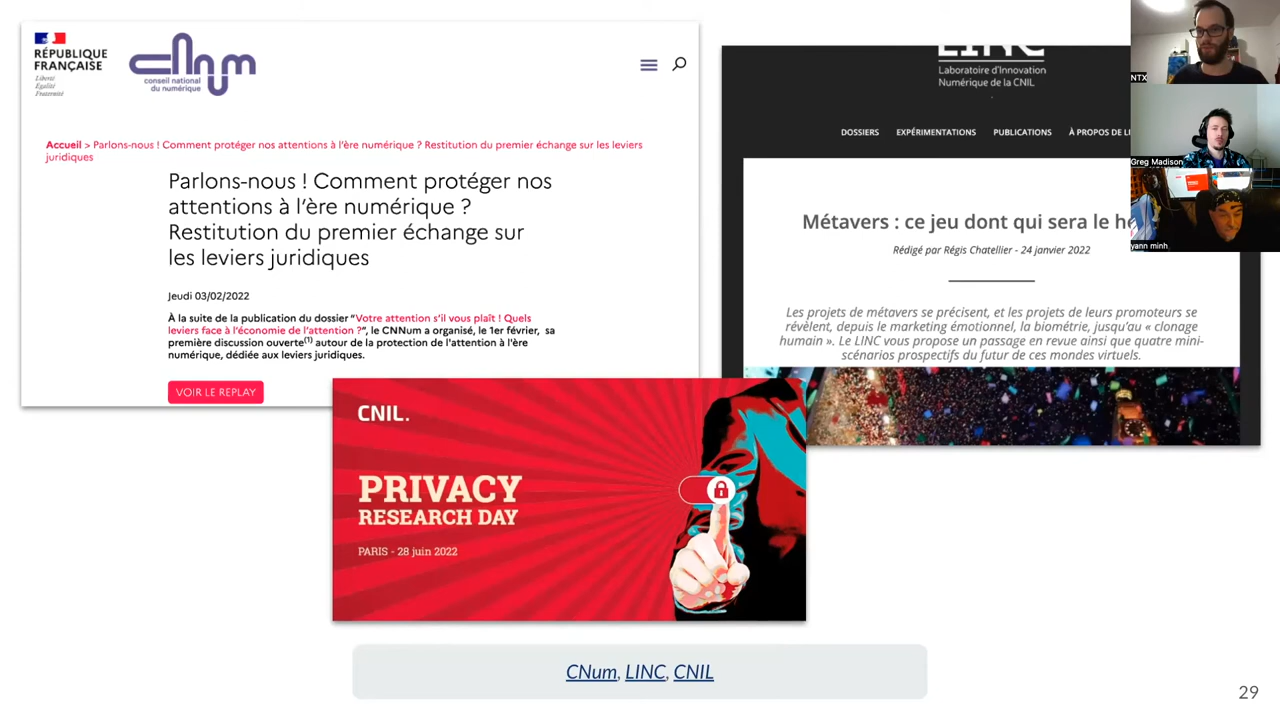 RÉPUBLIQUE
FRANÇAISE
Liberté
Égalité
Fraternité
cnnum
conseil national
du numérique
Accueil > Parlons-nous ! Comment protéger nos attentions à l'ère numérique ? Restitution du premier échange sur les leviers
juridiques
Parlons-nous ! Comment protéger nos
attentions à l'ère numérique ?
Restitution du premier échange sur
les leviers juridiques
Jeudi 03/02/2022
À la suite de la publication du dossier "Votre attention s'il vous plaît ! Quels
leviers face à l'économie de l'attention ?", le CNNum a organisé, le 1er février, sa
première discussion ouverte(1) autour de la protection de l'attention à l'ère
numérique, dédiée aux leviers juridiques.
VOIR LE REPLAY
LINC
Laboratoire d'Innovation
Numérique de la CNIL
DOSSIERS EXPÉRIMENTATIONS PUBLICATIONS À PROPOS DE LI
Métavers : ce jeu dont qui sera le hé
Rédigé par Régis Chatellier - 24 janvier 2022
Les projets de métavers se précisent, et les projets de leurs promoteurs se
révèlent, depuis le marketing émotionnel, la biométrie, jusqu'au « clonage
humain ». Le LINC vous propose un passage en revue ainsi que quatre mini-
scénarios prospectifs du futur de ces mondes virtuels.
NTX
Greg Madison
yann minh
CNIL.
PRIVACY
RESEARCH DAY
PARIS - 28 juin 2022
CNum, LINC, CNIL
29